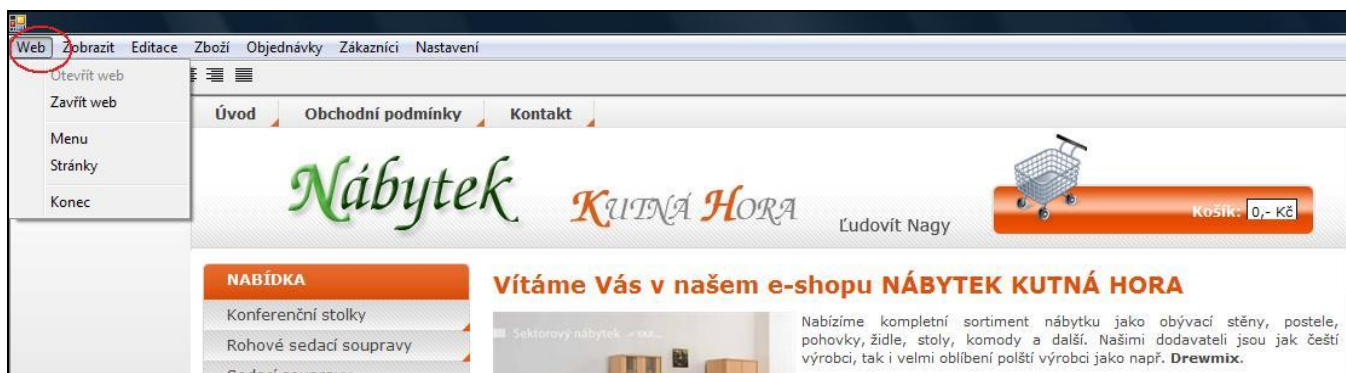 Web Zobrazit Editace Zboží Objednávky Zákazníci Nastavení
Otevřít web
Zavřít web
Menu
Stránky
Konec
Úvod Obchodní podmínky Kontakt
Nábytek KUTNÁ HORA Ľudovít Nagy
Košík: 0,- Kč
NABÍDKA
Konferenční stolky
Rohové sedací soupravy
Vítáme Vás v našem e-shopu NÁBYTEK KUTNÁ HORA
Sektorový nábytek
Nabízíme kompletní sortiment nábytku jako obývací stěny, postele,
pohovky, židle, stoly, komody a další. Našimi dodavateli jsou jak čeští
výrobci, tak i velmi oblíbení polští výrobci jako např. Drewmix.